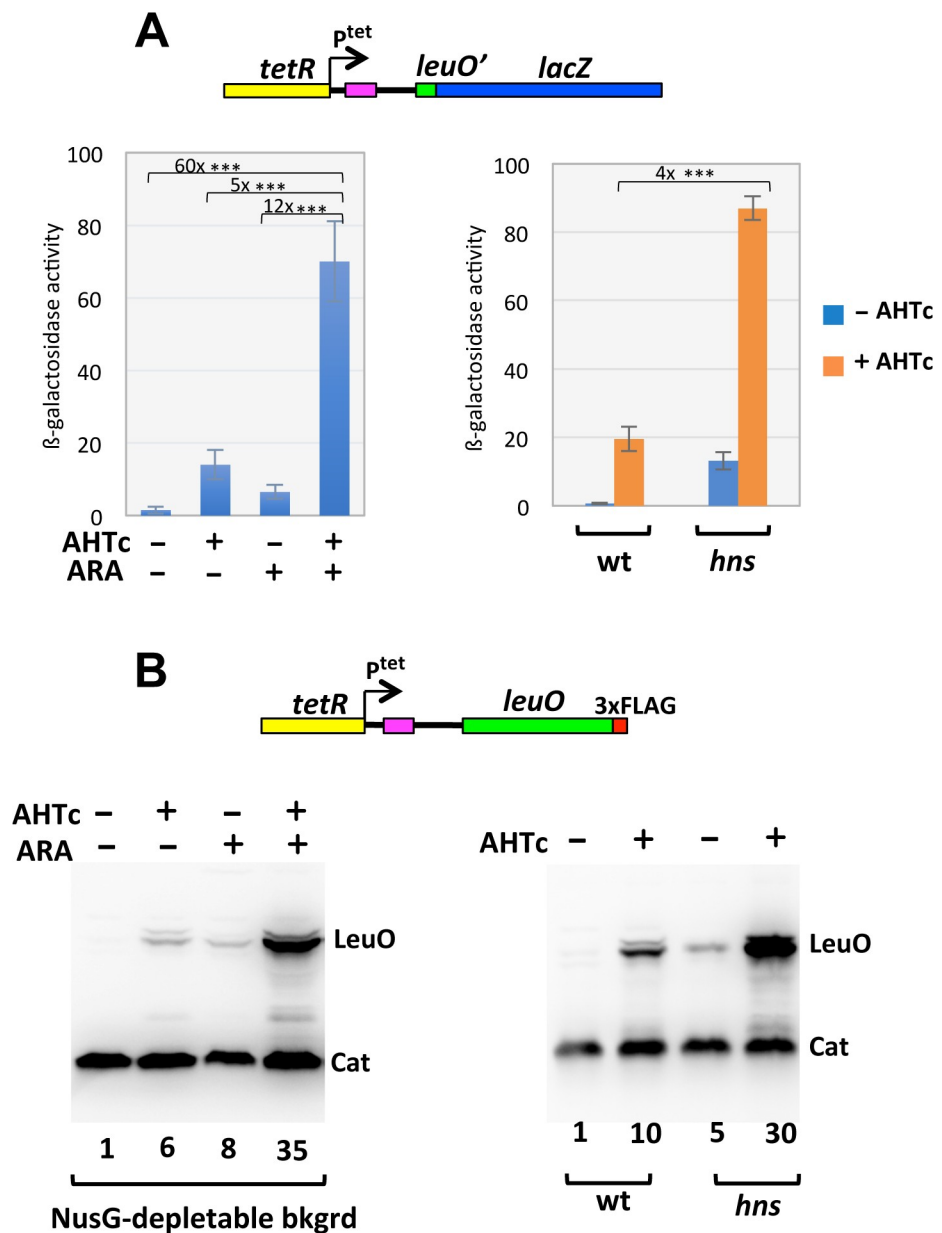 A
Ptet
tetR leuO’ lacZ
100
80
60
40
20
0
ß-galactosidase activity
60x ***
5x ***
12x ***
AHTc – + – +
ARA – – + +
100
80
60
40
20
0
ß-galactosidase activity
4x ***
wt hns
– AHTc
+ AHTc
B
Ptet
tetR leuO 3xFLAG
AHTc – + – +
ARA – – + +
LeuO
Cat
1 6 8 35
NusG-depletable bkgrd
AHTc – + – +
LeuO
Cat
1 10 5 30
wt hns